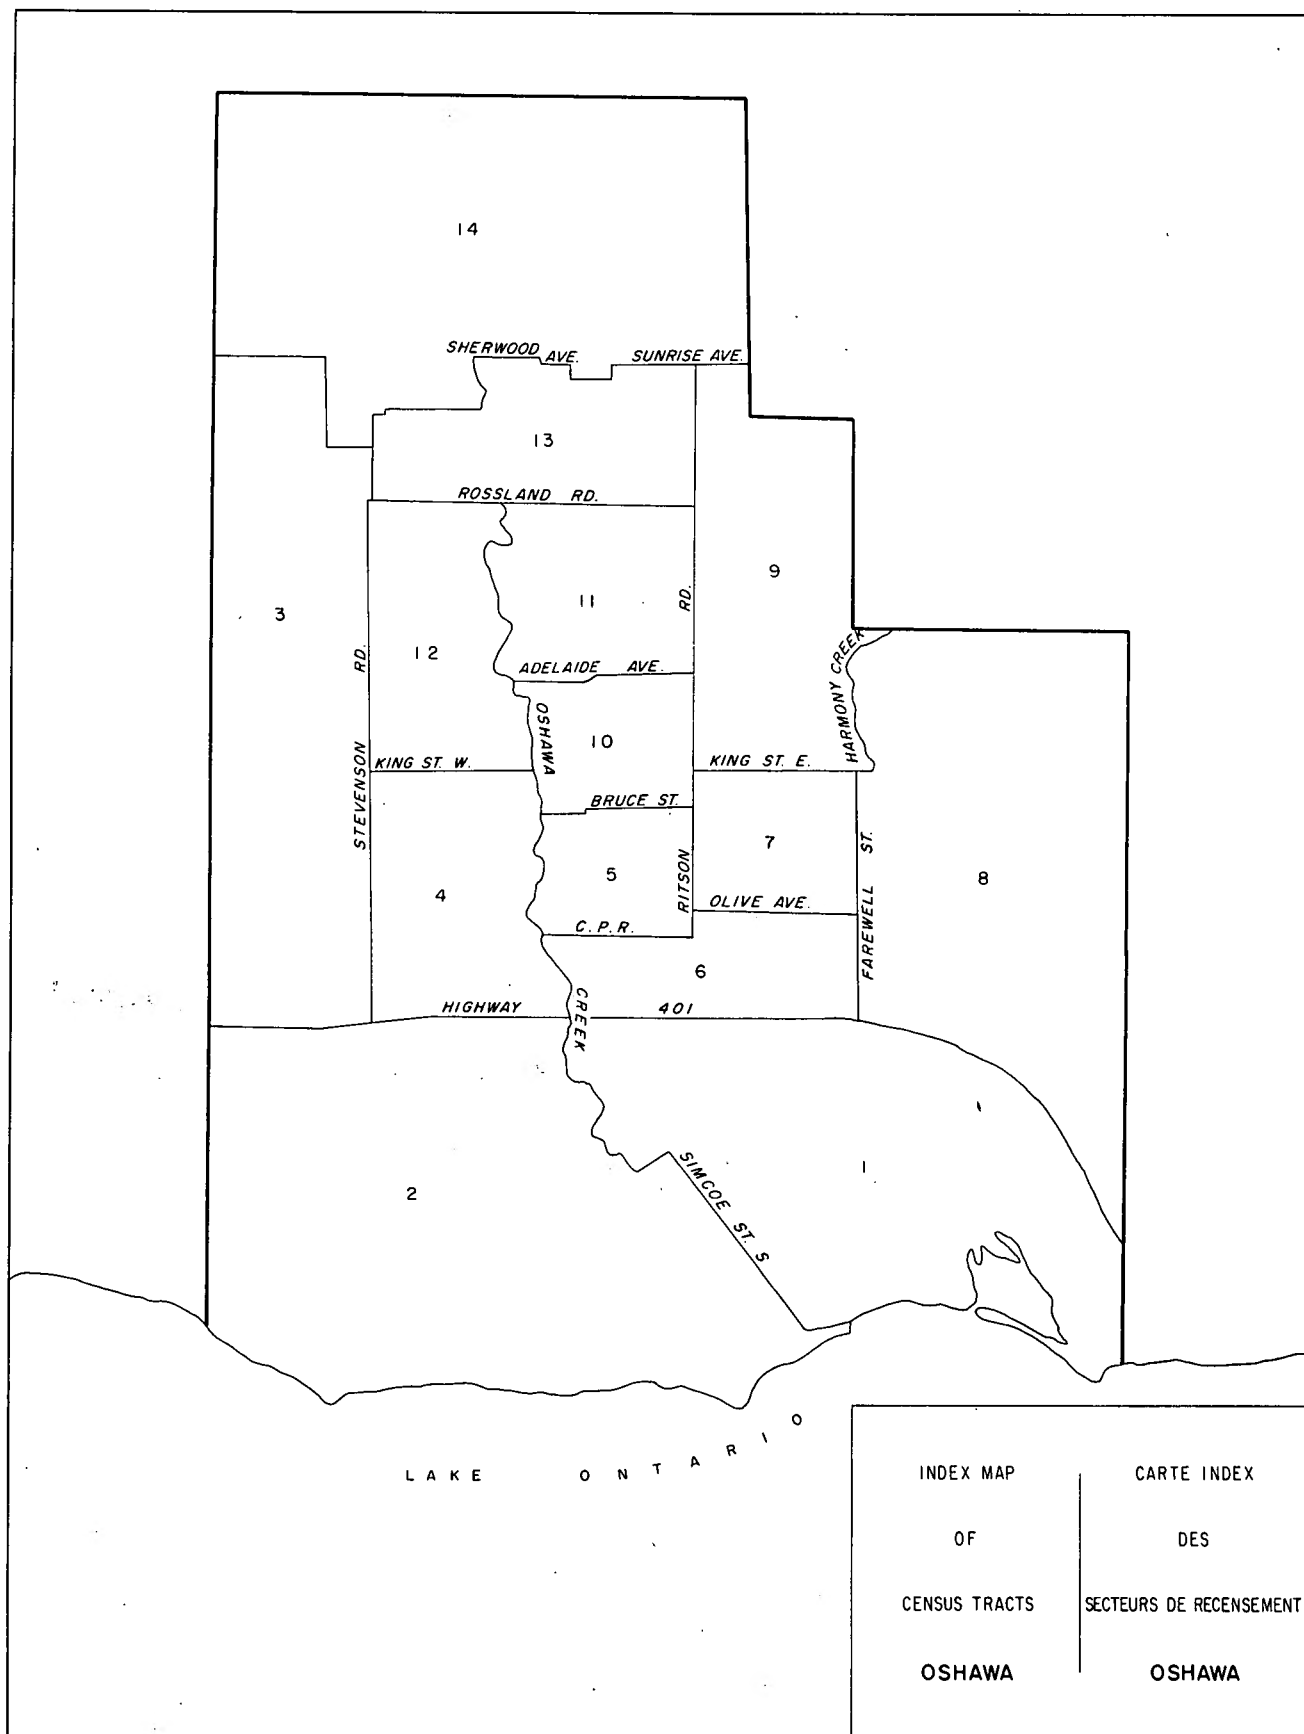 14
SHERWOOD AVE.
SUNRISE AVE.
13
ROSSLAND RD.
3
9
11
12
RD.
STEVENSON
RD.
RITSON
ADELAIDE AVE.
HARMONY CREEK
OSHAWA
CREEK
10
KING ST. W.
KING ST. E.
BRUCE ST.
7
5
4
8
FAREWELL ST.
OLIVE AVE.
C.P.R.
6
HIGHWAY 401
SIMCOE ST. S
1
2
LAKE ONTARIO
INDEX MAP
OF
CENSUS TRACTS
OSHAWA
CARTE INDEX
DES
SECTEURS DE RECENSEMENT
OSHAWA